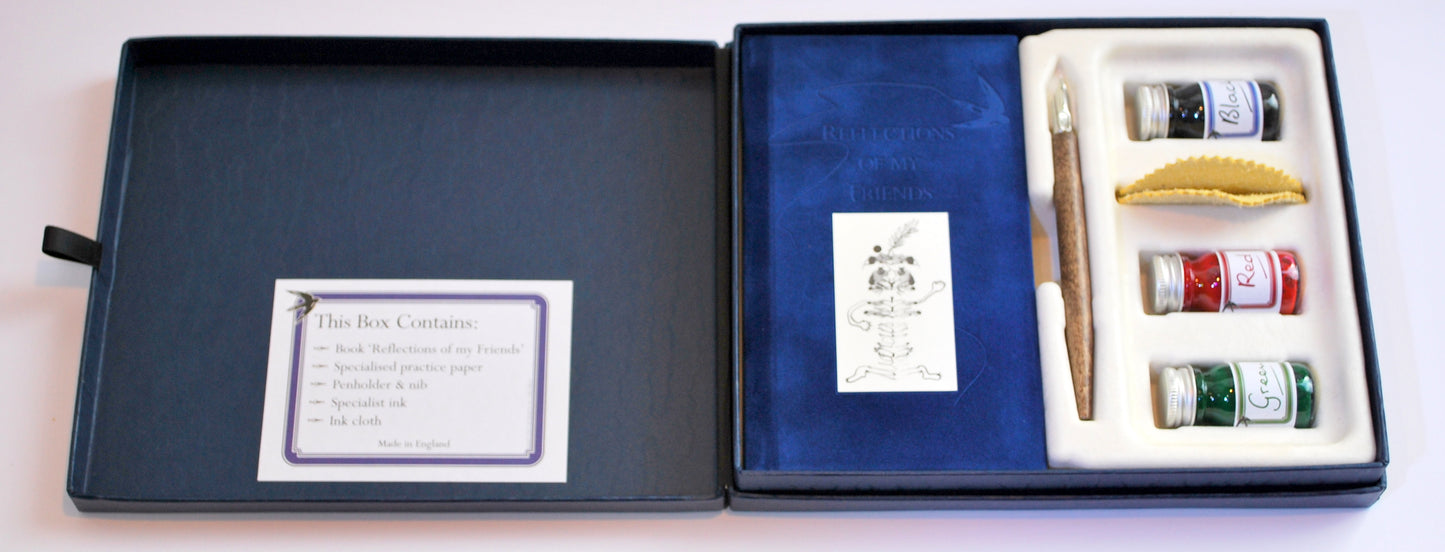 This Box Contains:
Book 'Reflections of my Friends'
Specialised practice paper
Penholder & nib
Specialist ink
Ink cloth
Made in England
REFLECTIONS
OF MY
FRIENDS
Black
Red
Green